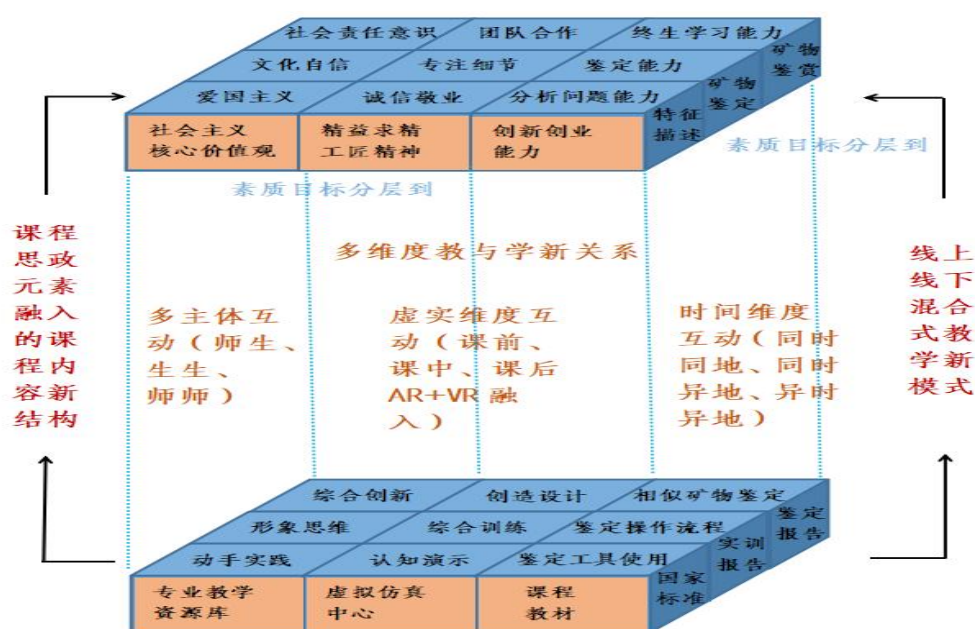 社会责任意识 团队合作 终生学习能力
文化自信 专注细节 鉴定能力
爱国主义 诚信敬业 分析问题能力
社会主义
核心价值观
精益求精
工匠精神
创新创业
能力
特征
描述
矿物
鉴定
矿物
鉴赏
素质目标分层到
素质目标分层到
课程
思政
元素
融入
的课
程内
容新
结构
多维度教与学新关系
多主体互
动（师生、
生生、
师师）
虚实维度互
动（课前、
课中、课后
AR+VR融
入）
时间维度
互动（同时
同地、同时
异地、异时
异地）
线上
线下
混合
式教
学新
模式
综合创新 创造设计 相似矿物鉴定
形象思维 综合训练 鉴定操作流程
动手实践 认知演示 鉴定工具使用
专业教学
资源库
虚拟仿真
中心
课程
教材
国家
标准
实训
报告
鉴定
报告